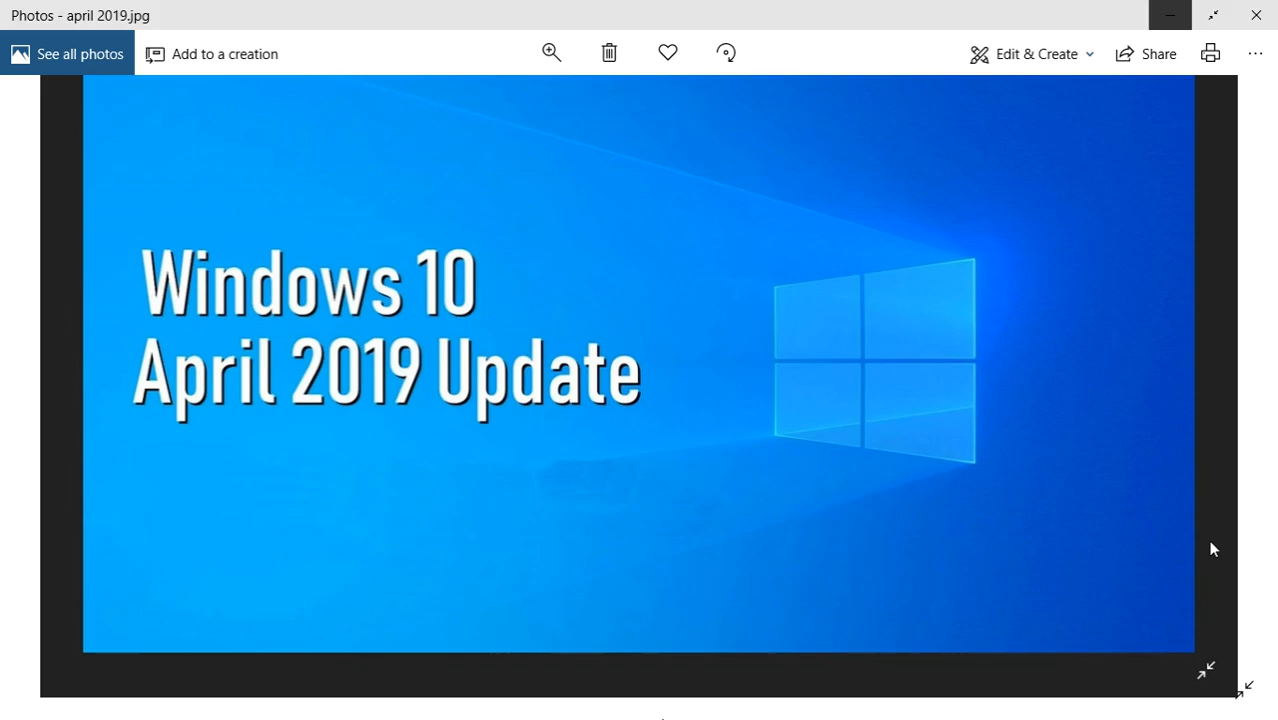 Photos - april 2019.jpg
See all photos
Add to a creation
Edit & Create
Share
Windows 10
April 2019 Update